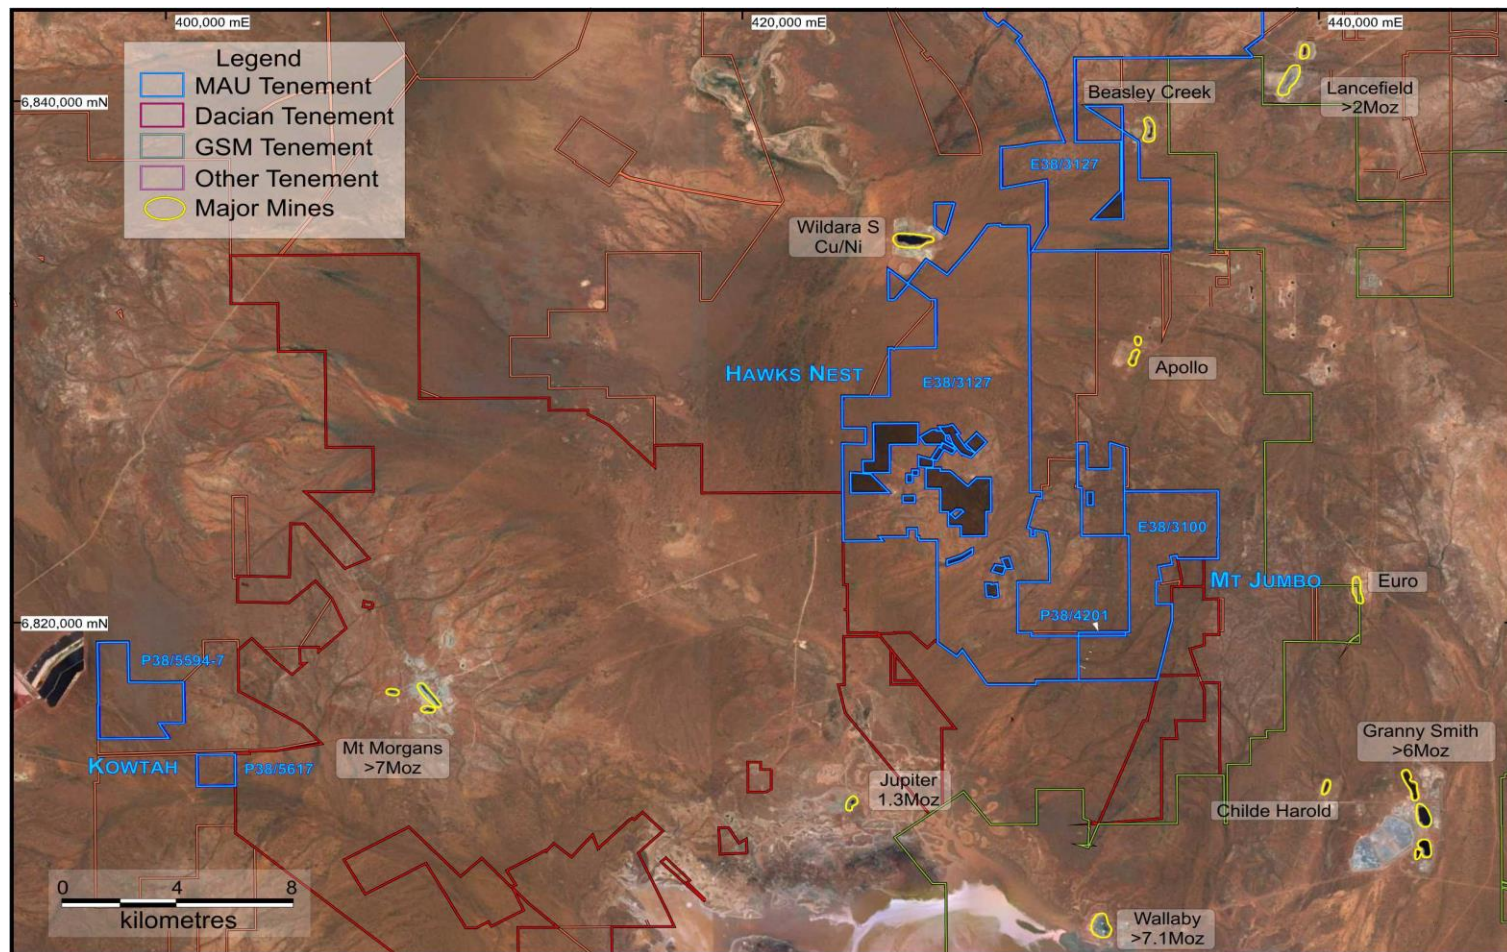 400,000 mE
420,000 mE
440,000 mE
Legend
MAU Tenement
Dacian Tenement
GSM Tenement
Other Tenement
Major Mines
6,840,000 mN
Beasley Creek
Lancefield
>2Moz
E38/3127
Wildara S
Cu/Ni
Apollo
HAWKS NEST
E38/3127
E38/3100
MT JUMBO
Euro
P38/4201
6,820,000 mN
P38/5594-7
Mt Morgans
>7Moz
KOWTAH
P38/5617
Jupiter
1.3Moz
Granny Smith
>6Moz
Childe Harold
0 4 8
kilometres
Wallaby
>7.1Moz